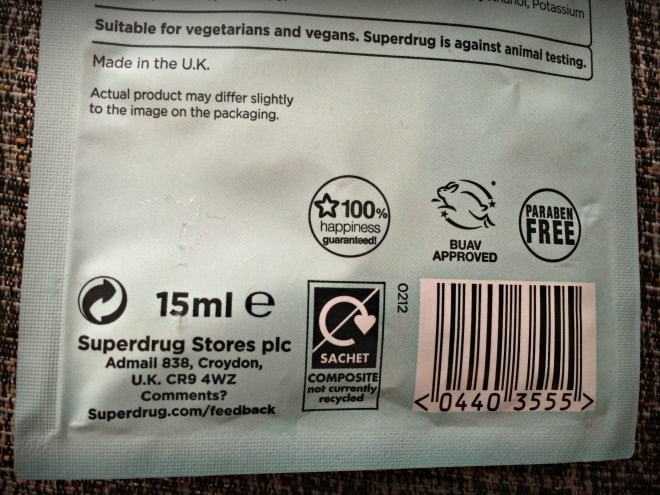 Potassium
Suitable for vegetarians and vegans. Superdrug is against animal testing.
Made in the U.K.
Actual product may differ slightly
to the image on the packaging.
100%
happiness
guaranteed!
BUAV
APPROVED
PARABEN
FREE
15ml e
Superdrug Stores plc
Admail 838, Croydon,
U.K. CR9 4WZ
Comments?
Superdrug.com/feedback
SACHET
COMPOSITE
not currently
recycled
0212
<0440 3555>